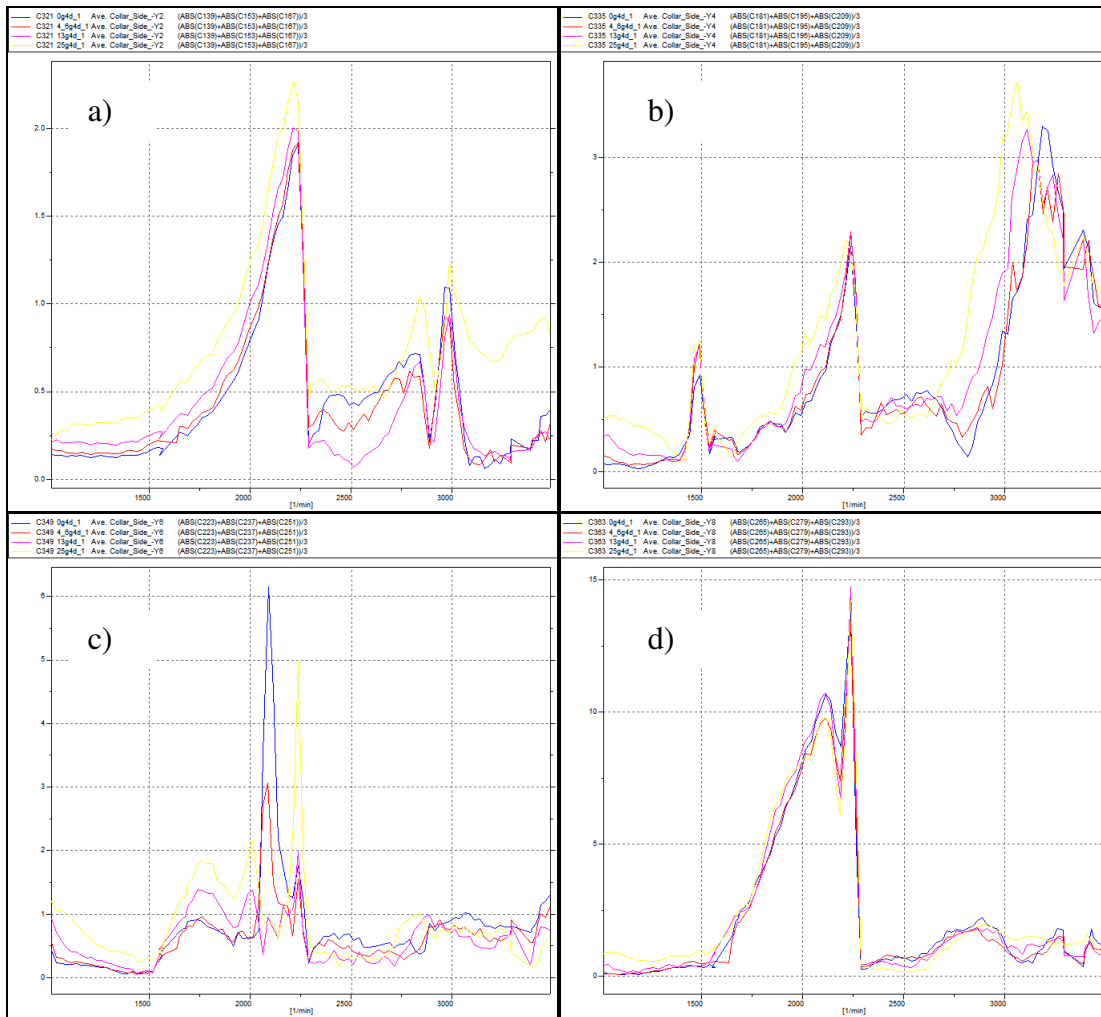 C321 0g4d_1 Ave. Collar_Side_-Y2 (ABS(C139)+ABS(C153)+ABS(C167))/3
C321 4_6g4d_1 Ave. Collar_Side_-Y2 (ABS(C139)+ABS(C153)+ABS(C167))/3
C321 13g4d_1 Ave. Collar_Side_-Y2 (ABS(C139)+ABS(C153)+ABS(C167))/3
C321 25g4d_1 Ave. Collar_Side_-Y2 (ABS(C139)+ABS(C153)+ABS(C167))/3
a)
2.0
1.5
1.0
0.5
0.0
1500 2000 2500 3000
[1/min]
C335 0g4d_1 Ave. Collar_Side_-Y4 (ABS(C181)+ABS(C195)+ABS(C209))/3
C335 4_6g4d_1 Ave. Collar_Side_-Y4 (ABS(C181)+ABS(C195)+ABS(C209))/3
C335 13g4d_1 Ave. Collar_Side_-Y4 (ABS(C181)+ABS(C195)+ABS(C209))/3
C335 25g4d_1 Ave. Collar_Side_-Y4 (ABS(C181)+ABS(C195)+ABS(C209))/3
b)
3
2
1
0
1500 2000 2500 3000
[1/min]
C349 0g4d_1 Ave. Collar_Side_-Y6 (ABS(C223)+ABS(C237)+ABS(C251))/3
C349 4_6g4d_1 Ave. Collar_Side_-Y6 (ABS(C223)+ABS(C237)+ABS(C251))/3
C349 13g4d_1 Ave. Collar_Side_-Y6 (ABS(C223)+ABS(C237)+ABS(C251))/3
C349 25g4d_1 Ave. Collar_Side_-Y6 (ABS(C223)+ABS(C237)+ABS(C251))/3
c)
6
5
4
3
2
1
0
1500 2000 2500 3000
[1/min]
C363 0g4d_1 Ave. Collar_Side_-Y8 (ABS(C265)+ABS(C279)+ABS(C293))/3
C363 4_6g4d_1 Ave. Collar_Side_-Y8 (ABS(C265)+ABS(C279)+ABS(C293))/3
C363 13g4d_1 Ave. Collar_Side_-Y8 (ABS(C265)+ABS(C279)+ABS(C293))/3
C363 25g4d_1 Ave. Collar_Side_-Y8 (ABS(C265)+ABS(C279)+ABS(C293))/3
d)
15
10
5
0
1500 2000 2500 3000
[1/min]